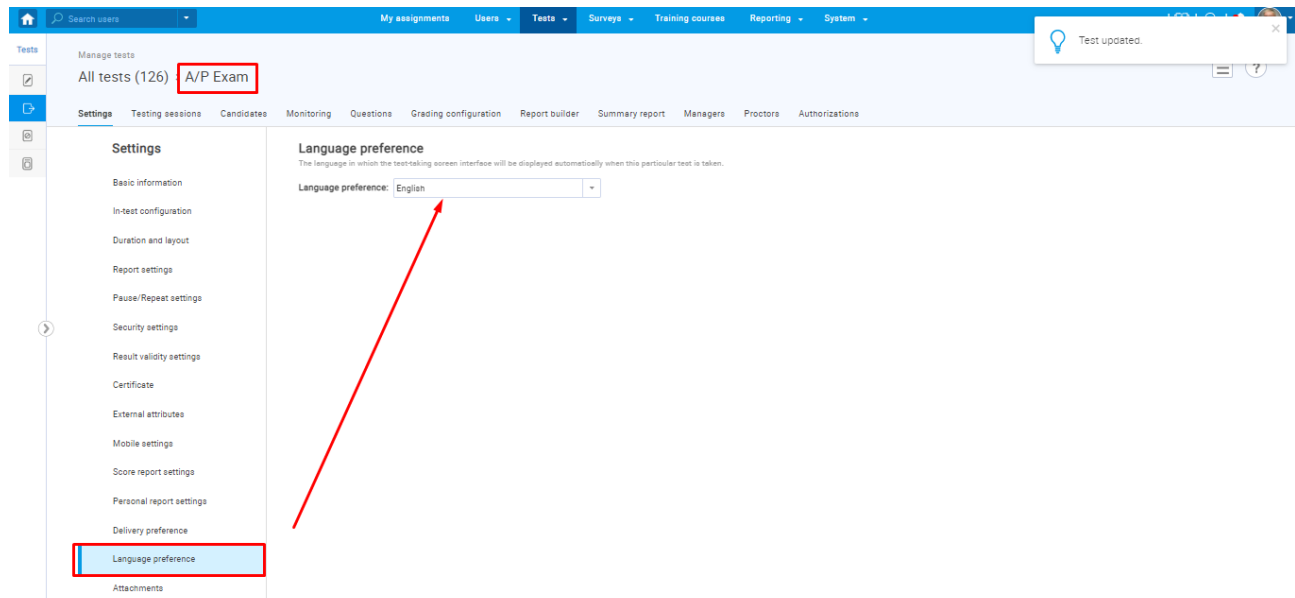 Search users
My assignments Users Tests Surveys Training courses Reporting System
Test updated.
Tests
Manage tests
All tests (126) A/P Exam
?
Settings Testing sessions Candidates Monitoring Questions Grading configuration Report builder Summary report Managers Proctors Authorizations
Settings
Basic information
In-test configuration
Duration and layout
Report settings
Pause/Repeat settings
Security settings
Result validity settings
Certificate
External attributes
Mobile settings
Score report settings
Personal report settings
Delivery preference
Language preference
Attachments
Language preference
The language in which the test-taking screen interface will be displayed automatically when this particular test is taken.
Language preference: English